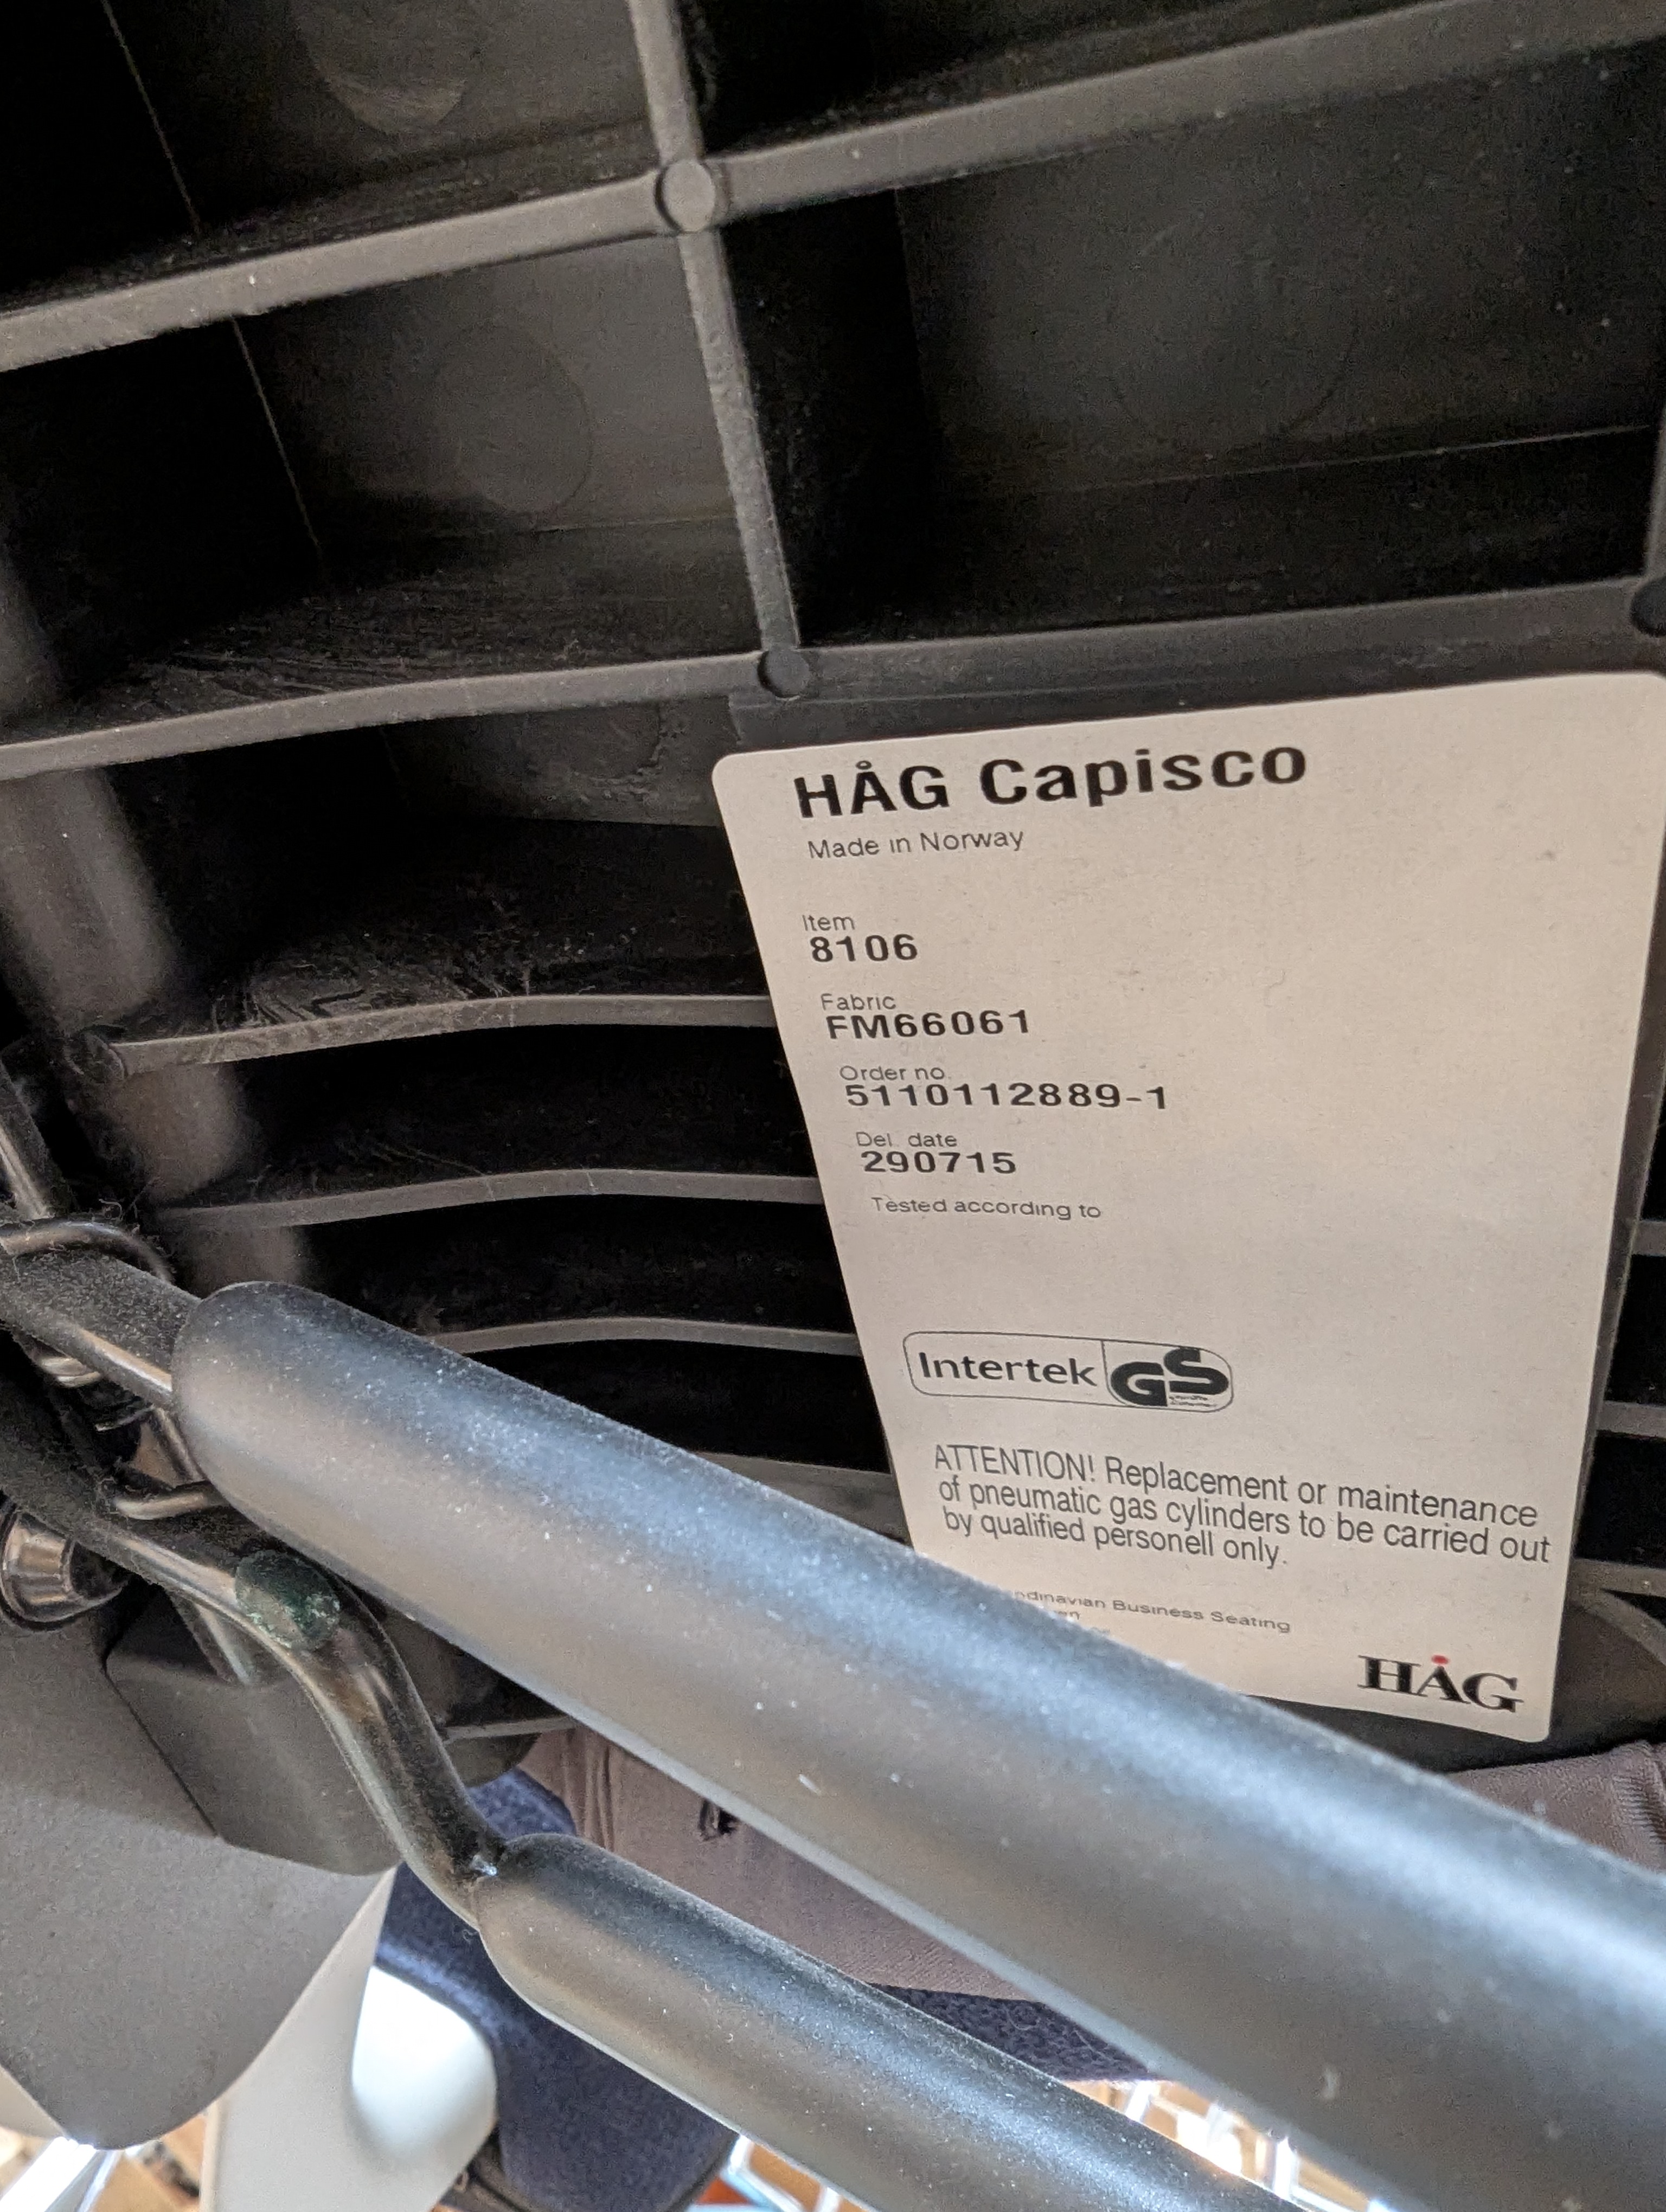 HÅG Capisco
Made in Norway
Item
8106
Fabric
FM66061
Order no.
5110112889-1
Del. date
290715
Tested according to
Intertek GS
ATTENTION! Replacement or maintenance
of pneumatic gas cylinders to be carried out
by qualified personell only.
Business Seating
HÅG